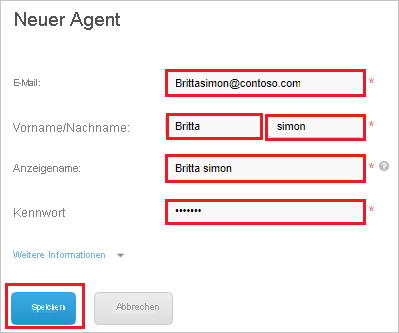 Neuer Agent
E-Mail: Brittasimon@contoso.com *
Vorname/Nachname: Britta simon *
Anzeigename: Britta simon * ?
Kennwort ••••••• *
Weitere Informationen
Speichern Abbrechen